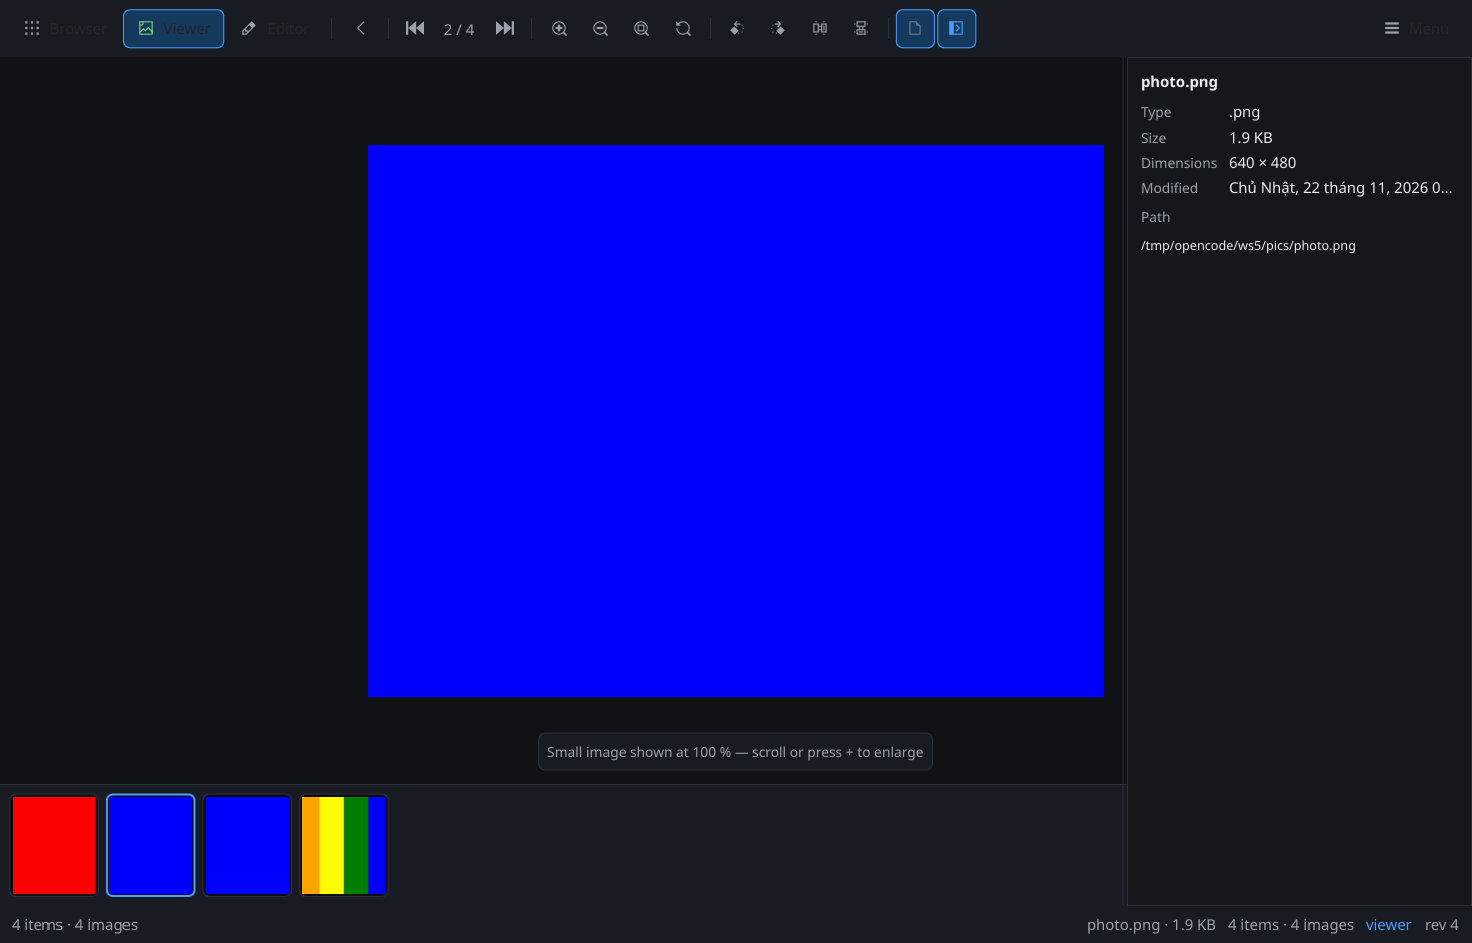 Browser Viewer Editor 2 / 4 Menu
photo.png
Type .png
Size 1.9 KB
Dimensions 640 × 480
Modified Chủ Nhật, 22 tháng 11, 2026 0...
Path
/tmp/opencode/ws5/pics/photo.png
Small image shown at 100 % — scroll or press + to enlarge
4 items · 4 images photo.png · 1.9 KB 4 items · 4 images viewer rev 4